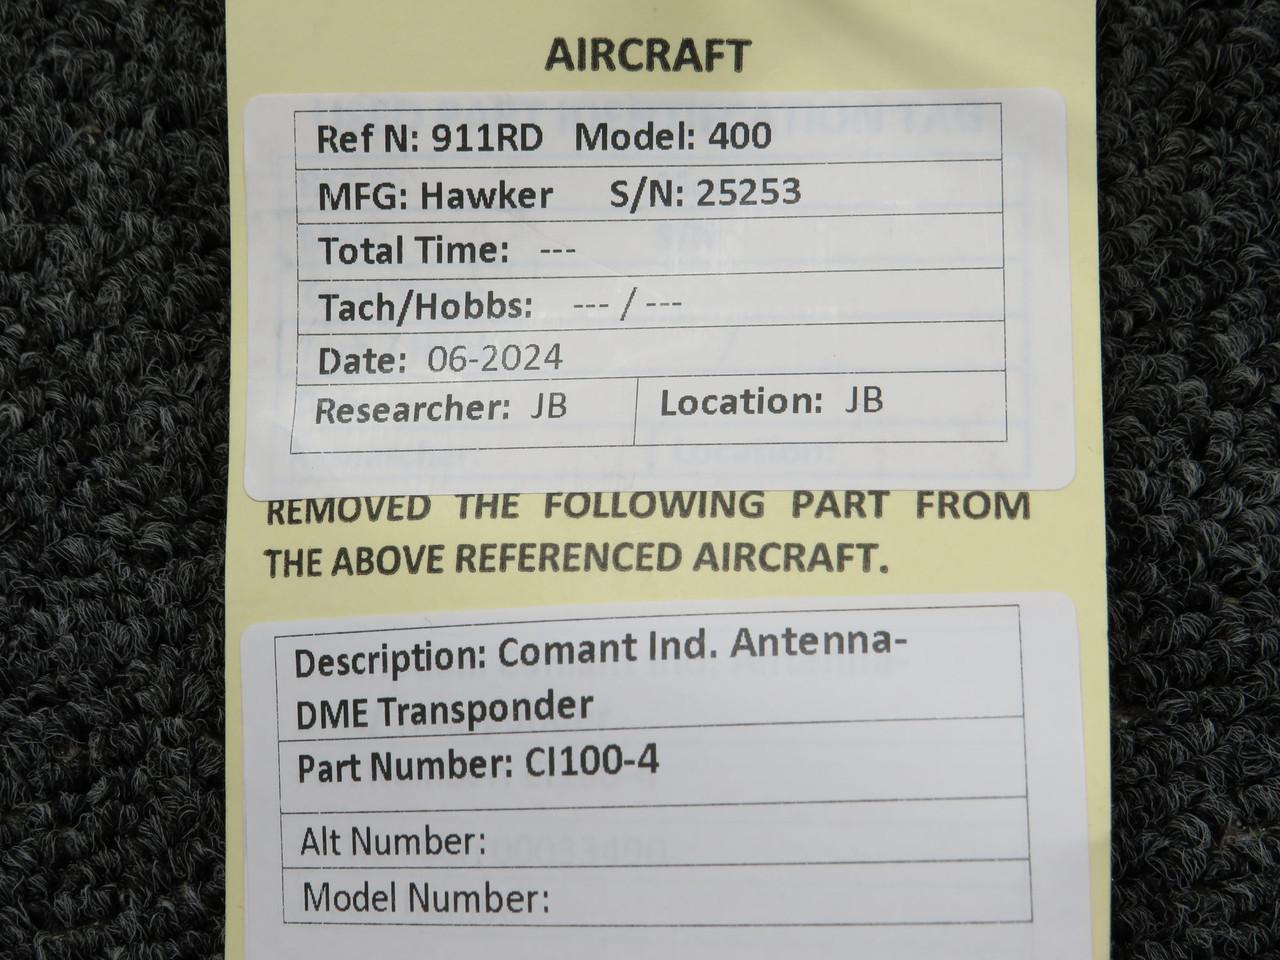 AIRCRAFT
Ref N: 911RD Model: 400
MFG: Hawker S/N: 25253
Total Time: ---
Tach/Hobbs: --- / ---
Date: 06-2024
Researcher: JB Location: JB
REMOVED THE FOLLOWING PART FROM
THE ABOVE REFERENCED AIRCRAFT.
Description: Comant Ind. Antenna-
DME Transponder
Part Number: CI100-4
Alt Number:
Model Number: